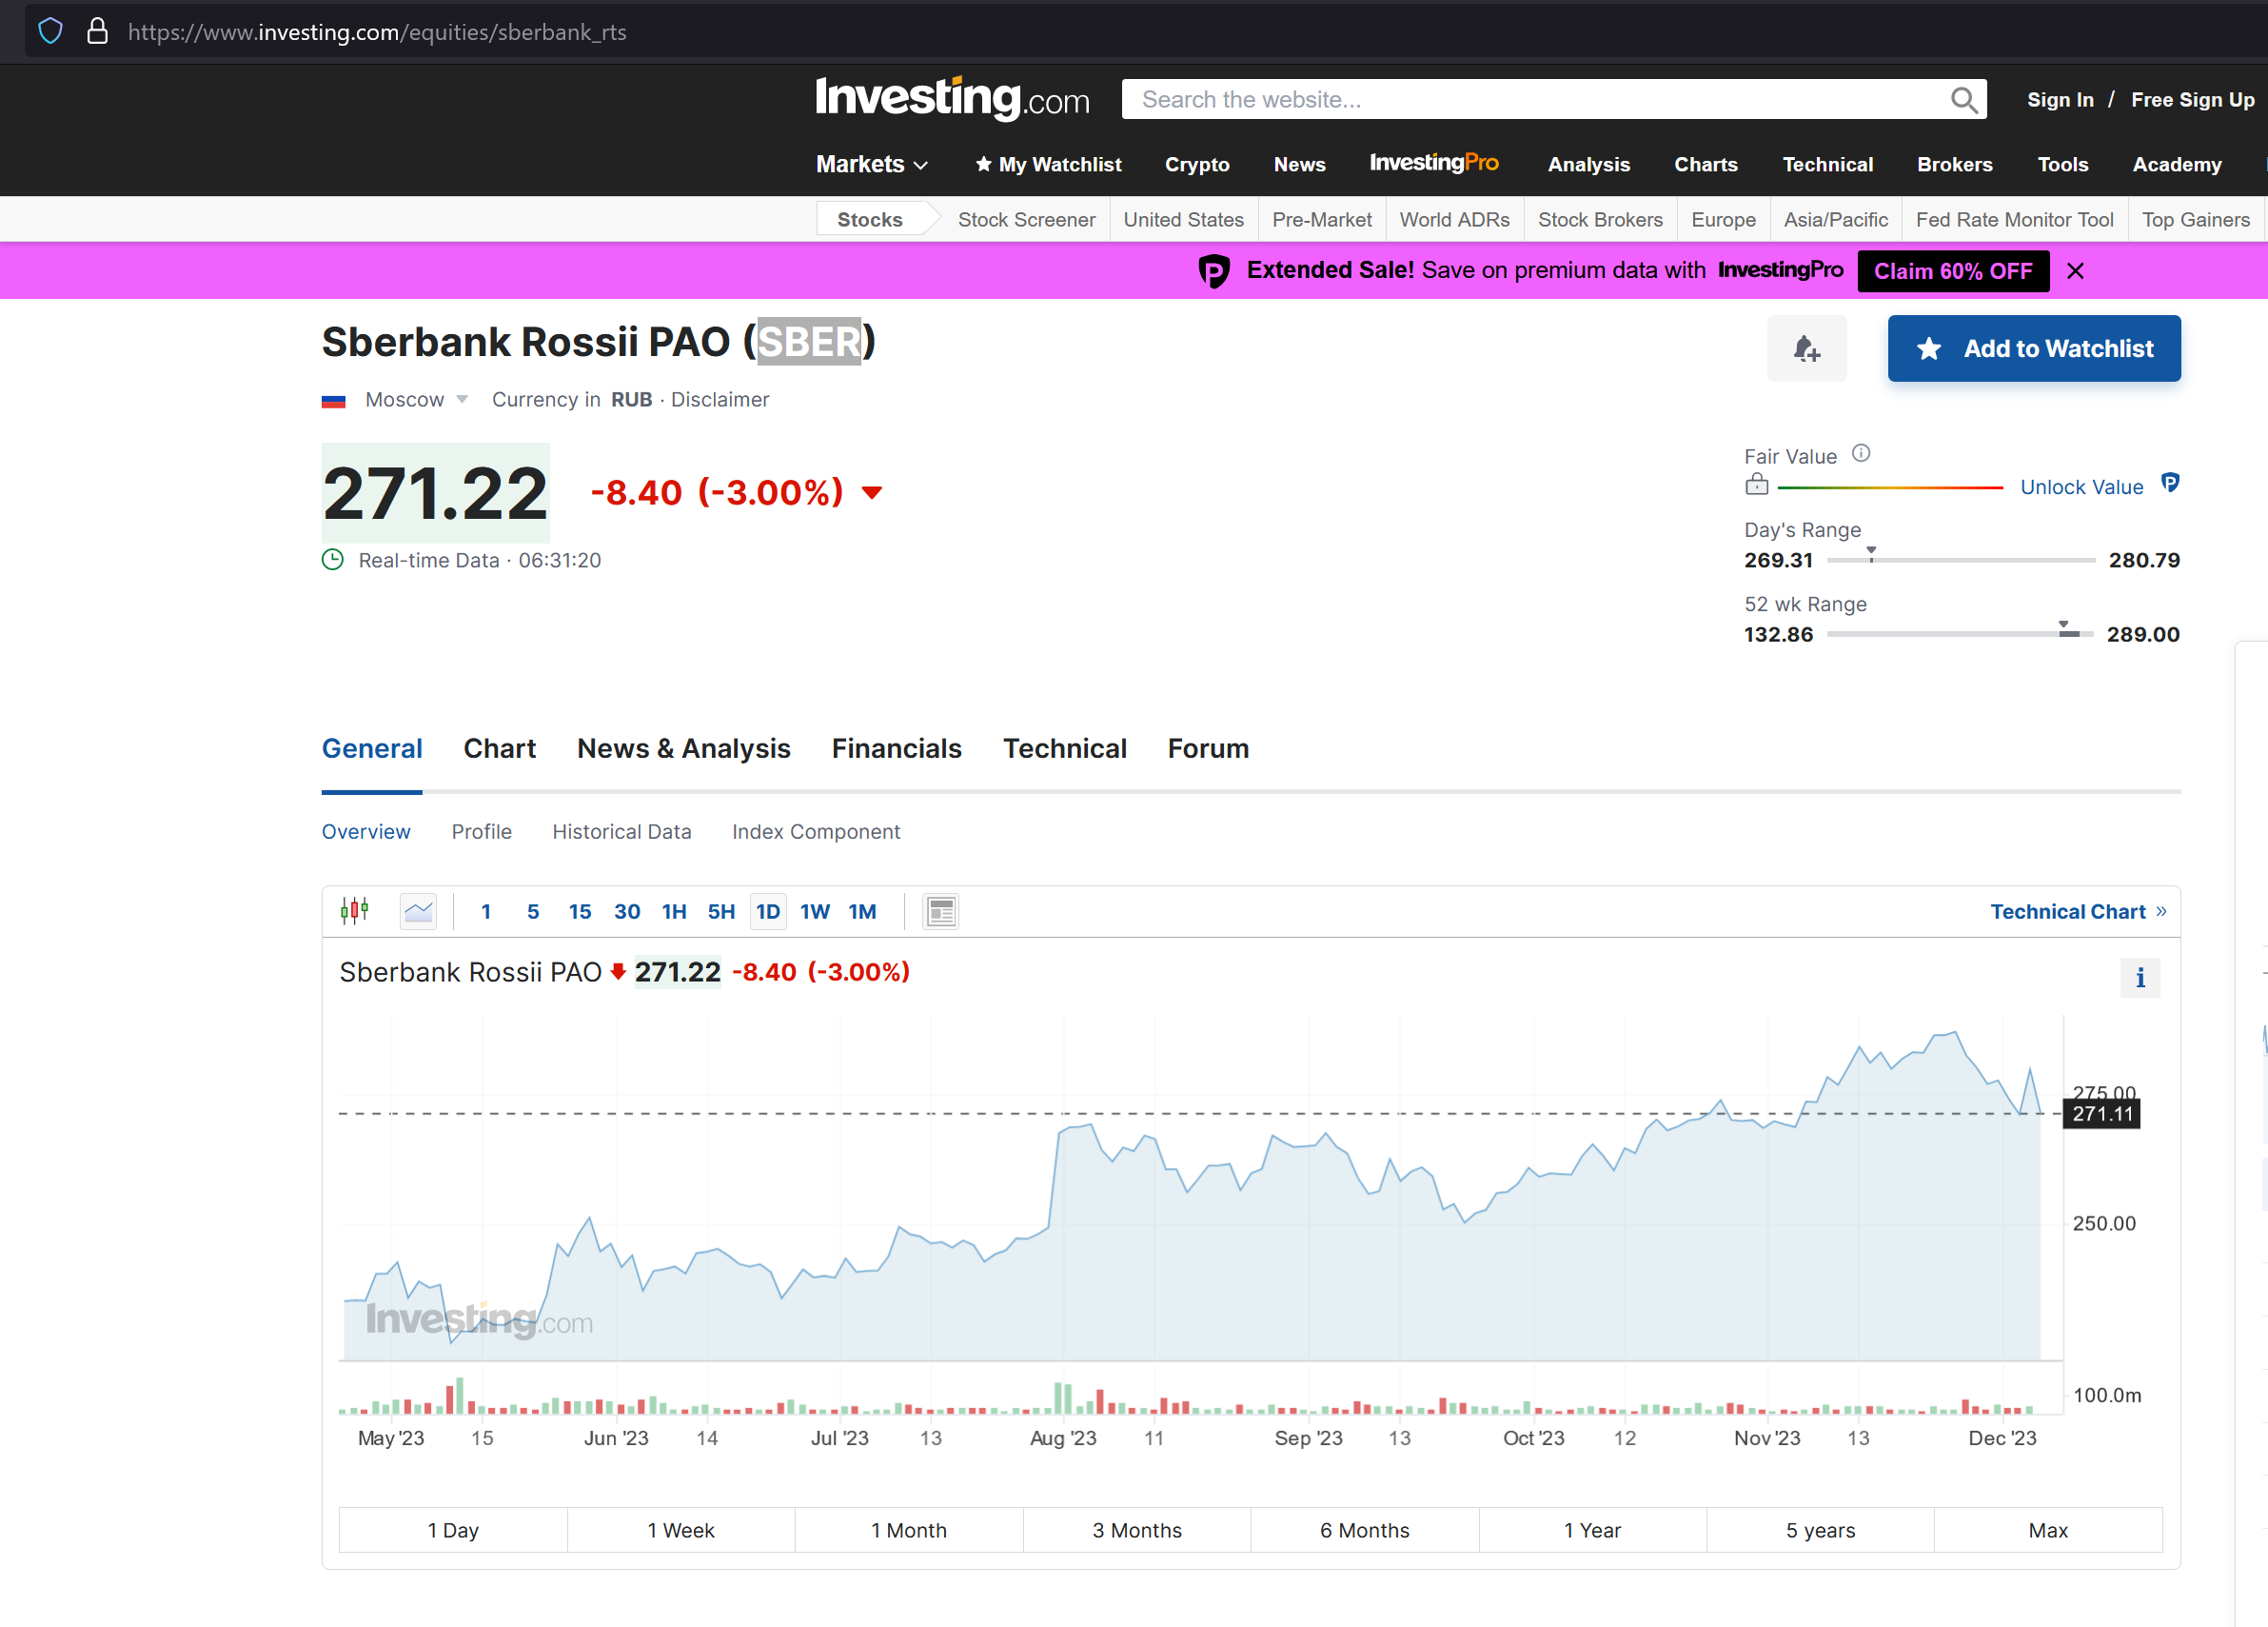 https://www.investing.com/equities/sberbank_rts
Investing.com
Search the website...
Sign In / Free Sign Up
Markets
My Watchlist
Crypto
News
InvestingPro
Analysis
Charts
Technical
Brokers
Tools
Academy
Stocks
Stock Screener
United States
Pre-Market
World ADRs
Stock Brokers
Europe
Asia/Pacific
Fed Rate Monitor Tool
Top Gainers
Extended Sale! Save on premium data with InvestingPro
Claim 60% OFF
Sberbank Rossii PAO (SBER)
Add to Watchlist
Moscow
Currency in RUB · Disclaimer
271.22 -8.40 (-3.00%)
Real-time Data · 06:31:20
Fair Value
Unlock Value
Day's Range
269.31 280.79
52 wk Range
132.86 289.00
General
Chart
News & Analysis
Financials
Technical
Forum
Overview
Profile
Historical Data
Index Component
1 5 15 30 1H 5H 1D 1W 1M
Technical Chart »
Sberbank Rossii PAO 271.22 -8.40 (-3.00%)
i
275.00
271.11
250.00
Investing.com
100.0m
May '23 15 Jun '23 14 Jul '23 13 Aug '23 11 Sep '23 13 Oct '23 12 Nov '23 13 Dec '23
1 Day
1 Week
1 Month
3 Months
6 Months
1 Year
5 years
Max